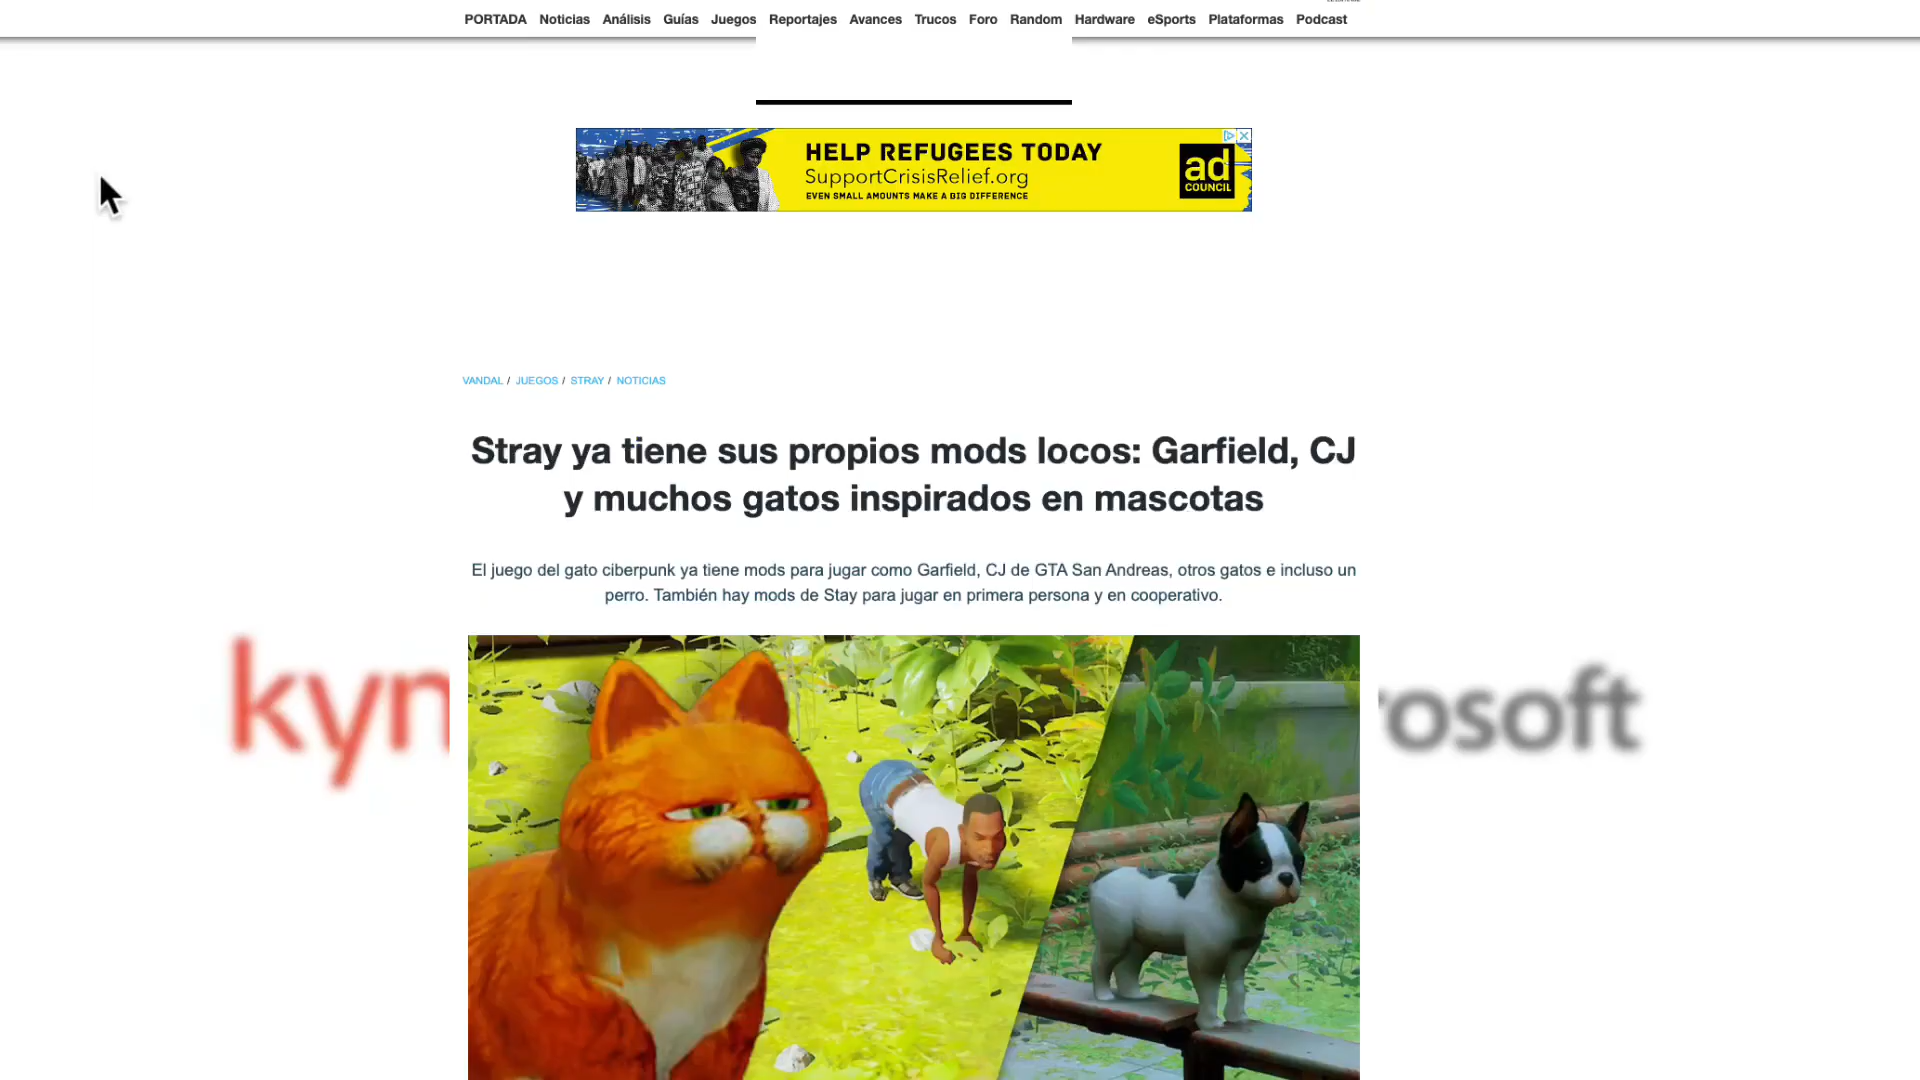 PORTADA Noticias Análisis Guías Juegos Reportajes Avances Trucos Foro Random Hardware eSports Plataformas Podcast
HELP REFUGEES TODAY
SupportCrisisRelief.org
EVEN SMALL AMOUNTS MAKE A BIG DIFFERENCE
ad
COUNCIL
VANDAL / JUEGOS / STRAY / NOTICIAS
Stray ya tiene sus propios mods locos: Garfield, CJ
y muchos gatos inspirados en mascotas
El juego del gato ciberpunk ya tiene mods para jugar como Garfield, CJ de GTA San Andreas, otros gatos e incluso un
perro. También hay mods de Stay para jugar en primera persona y en cooperativo.
kyn
rosoft